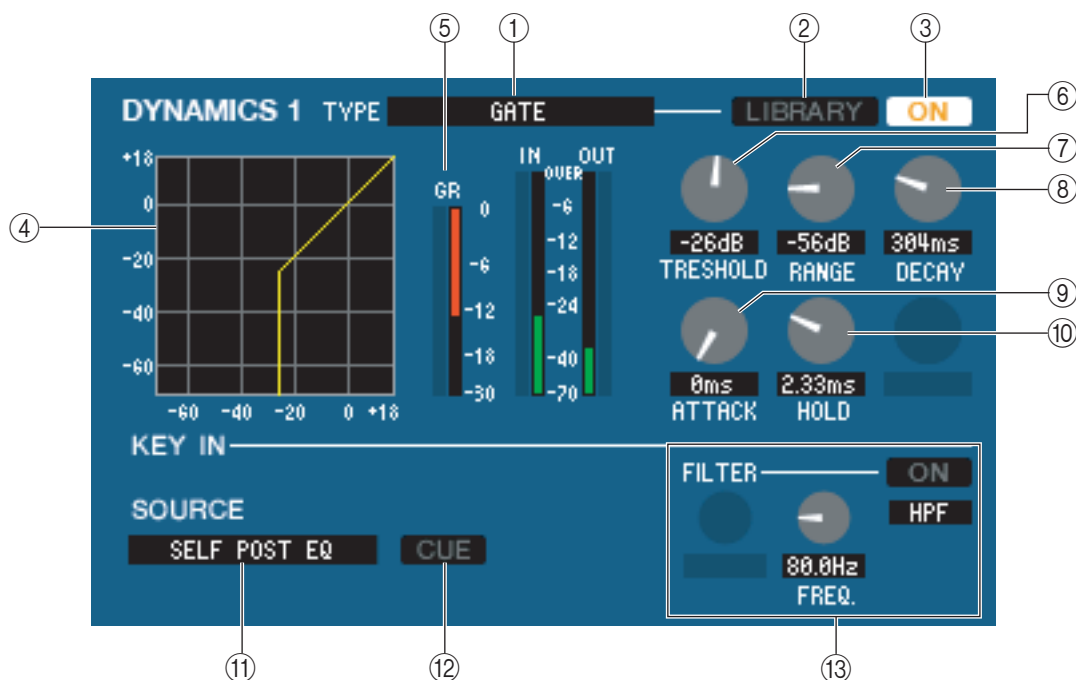 ⑤ ① ② ③
DYNAMICS 1 TYPE GATE LIBRARY ON
⑥
⑦
⑧
④
+18
0
-20
-40
-60
-60 -40 -20 0 +18
GR
0
-6
-12
-18
-30
IN OUT
OVER
-6
-12
-18
-24
-40
-70
-26dB -56dB 304ms
TRESHOLD RANGE DECAY
⑨
⑩
0ms 2.33ms
ATTACK HOLD
KEY IN
FILTER ON
HPF
SOURCE
SELF POST EQ CUE
80.0Hz
FREQ.
⑪ ⑫ ⑬